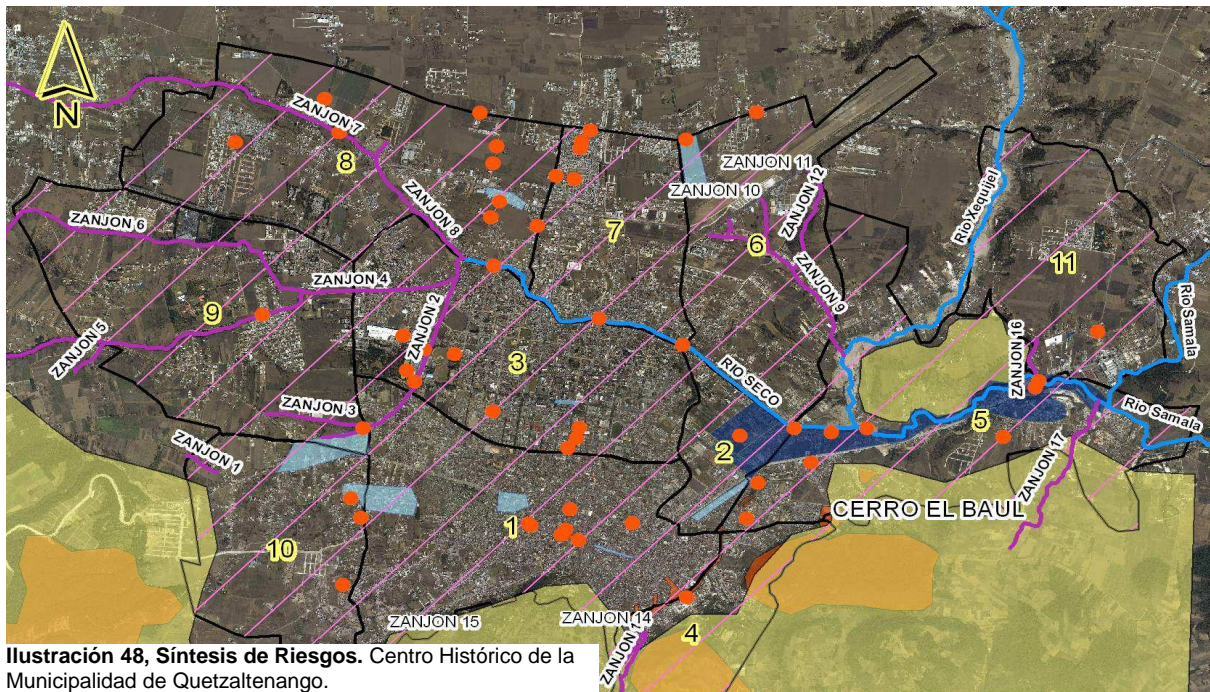 N
ZANJON 7
8
ZANJON 6
ZANJON 8
7
ZANJON 11
ZANJON 10
ZANJON 12
6
Rio Xequijel
11
ZANJON 4
ZANJON 2
9
ZANJON 5
ZANJON 9
Rio Samala
3
RIO SECO
ZANJON 16
ZANJON 3
Rio Samala
5
2
ZANJON 1
ZANJON 17
CERRO EL BAUL
1
10
ZANJON 15
ZANJON 14
4
Ilustración 48, Síntesis de Riesgos. Centro Histórico de la
Municipalidad de Quetzaltenango.